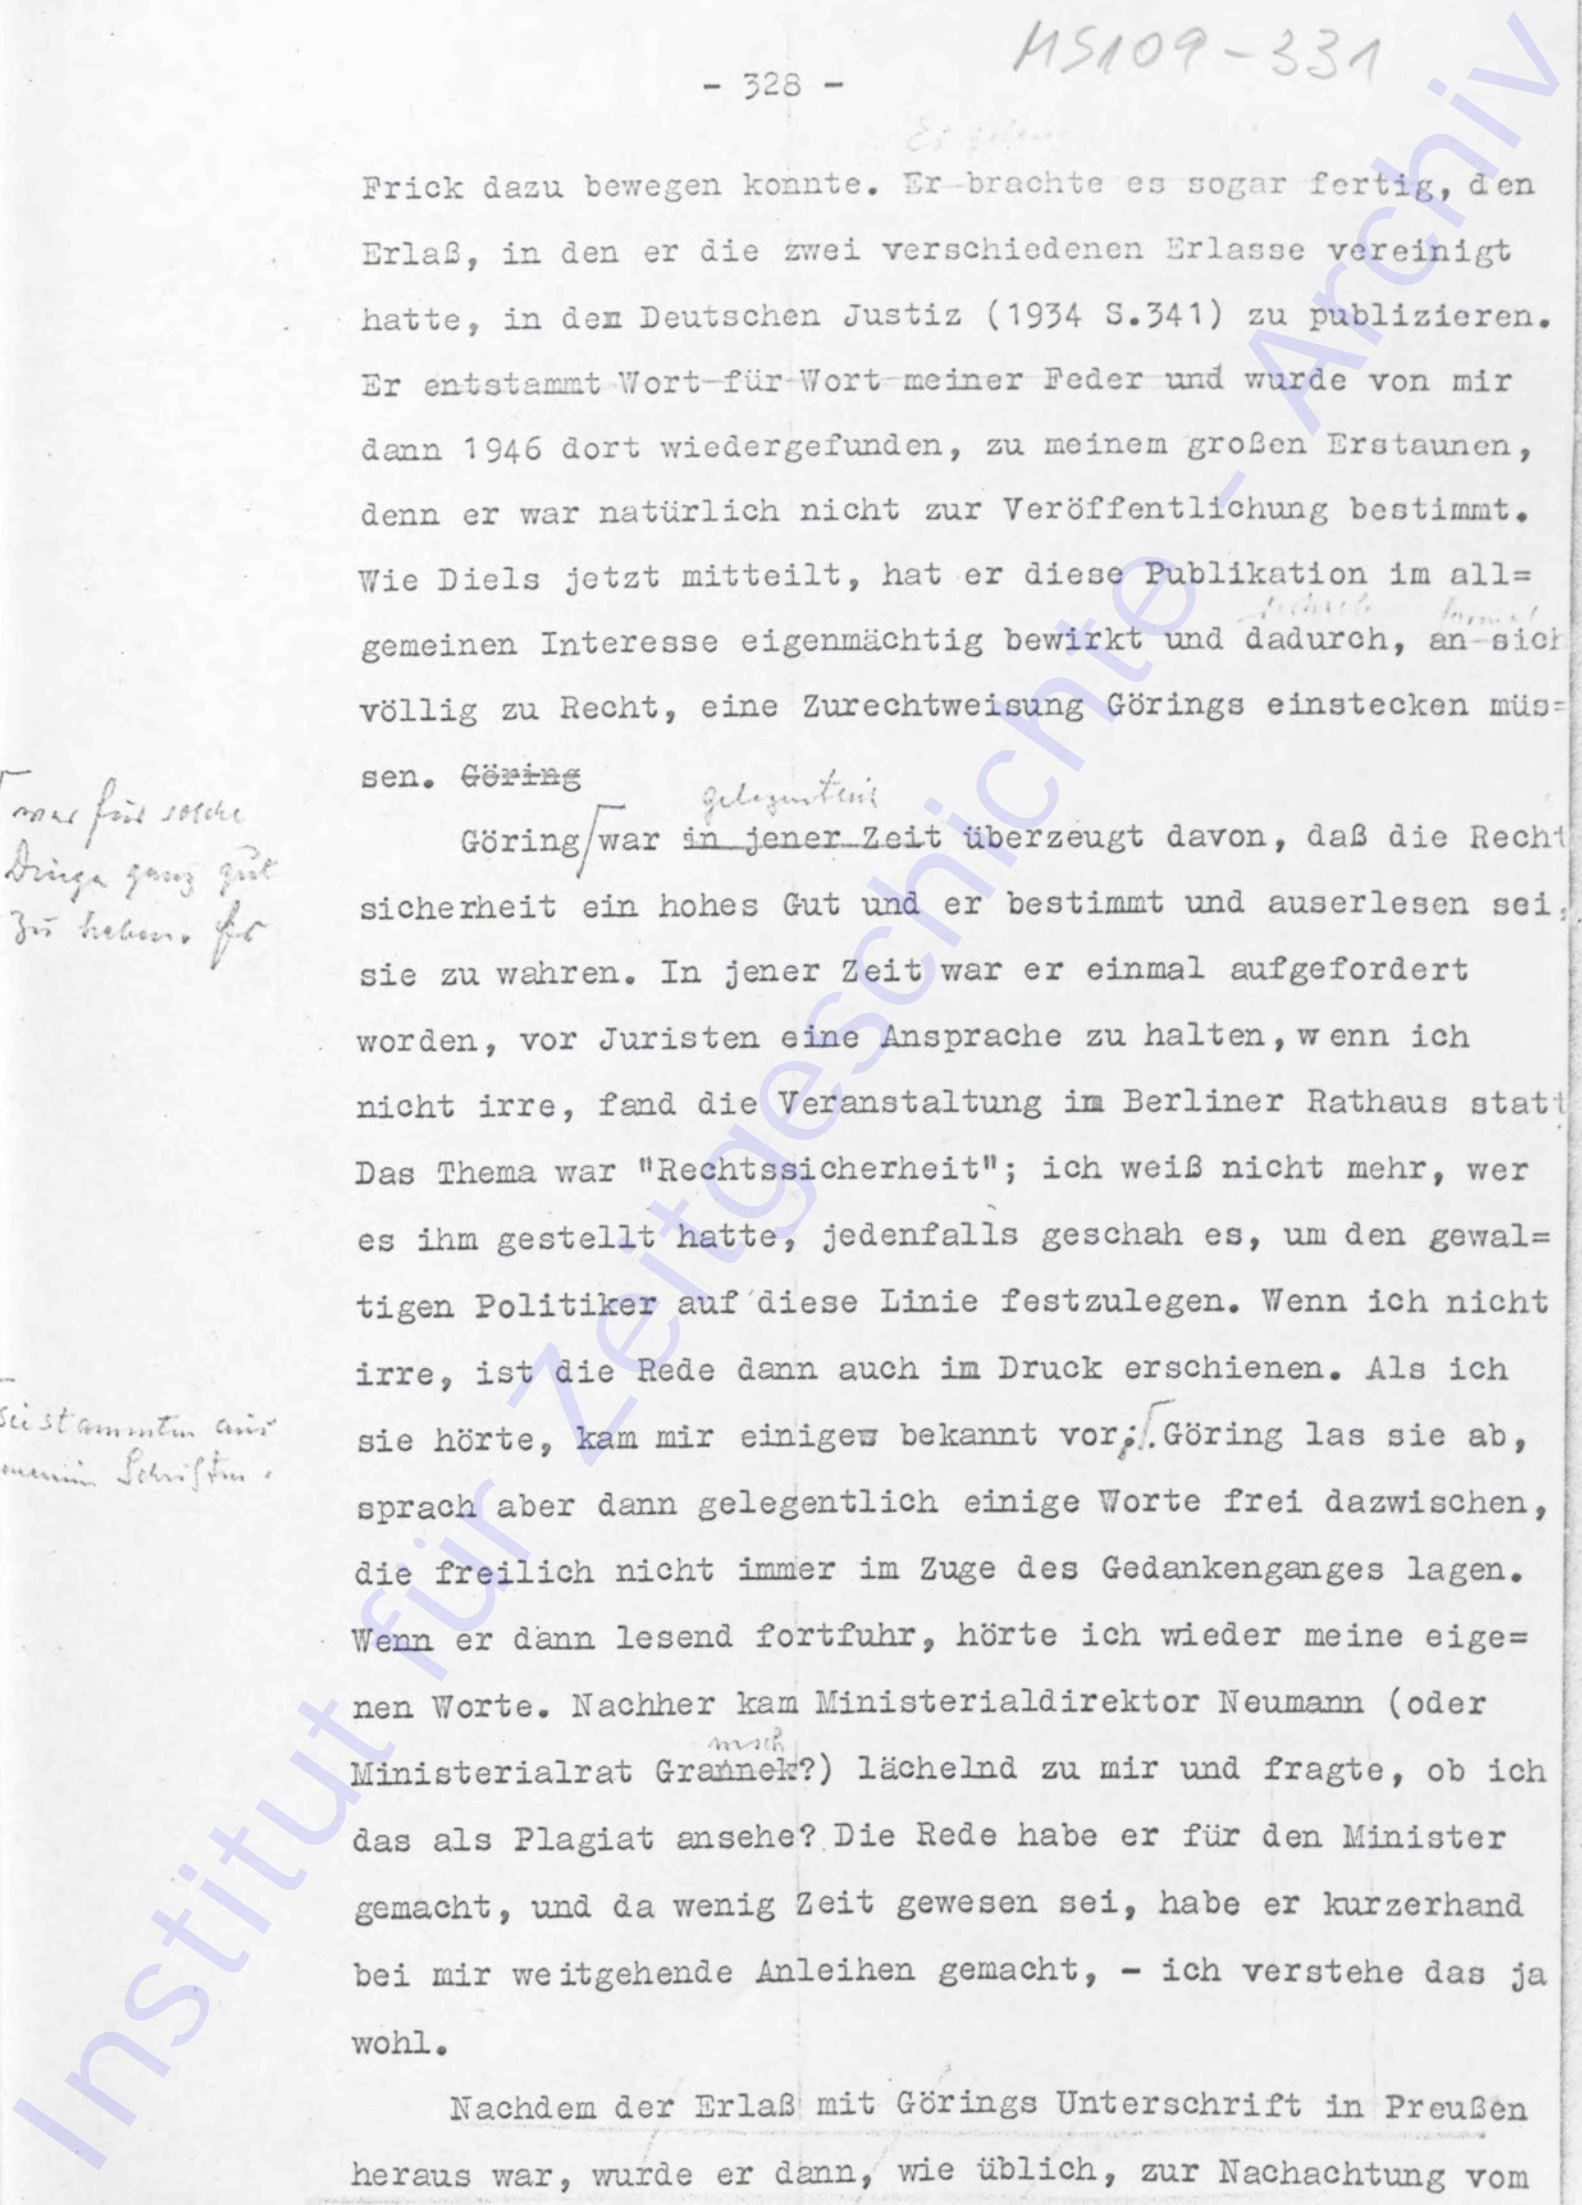 MS109-331
- 328 -
Frick dazu bewegen konnte. Er brachte es sogar fertig, den
Erlaß, in den er die zwei verschiedenen Erlasse vereinigt
hatte, in dem Deutschen Justiz (1934 S.341) zu publizieren.
Er entstammt Wort für Wort meiner Feder und wurde von mir
dann 1946 dort wiedergefunden, zu meinem großen Erstaunen,
denn er war natürlich nicht zur Veröffentlichung bestimmt.
Wie Diels jetzt mitteilt, hat er diese Publikation im all=
gemeinen Interesse eigenmächtig bewirkt und dadurch, an sich
völlig zu Recht, eine Zurechtweisung Görings einstecken müs=
sen. Göring
gelegentlich
war für solche
Dinge ganz gut
zu haben. Er
Göring war in jener Zeit überzeugt davon, daß die Recht
sicherheit ein hohes Gut und er bestimmt und auserlesen sei,
sie zu wahren. In jener Zeit war er einmal aufgefordert
worden, vor Juristen eine Ansprache zu halten, wenn ich
nicht irre, fand die Veranstaltung im Berliner Rathaus statt
Das Thema war "Rechtssicherheit"; ich weiß nicht mehr, wer
es ihm gestellt hatte, jedenfalls geschah es, um den gewal=
tigen Politiker auf diese Linie festzulegen. Wenn ich nicht
irre, ist die Rede dann auch im Druck erschienen. Als ich
sie hörte, kam mir einiges bekannt vor; Göring las sie ab,
Sie stammten aus
meinen Schriften.
sprach aber dann gelegentlich einige Worte frei dazwischen,
die freilich nicht immer im Zuge des Gedankenganges lagen.
Wenn er dann lesend fortfuhr, hörte ich wieder meine eige=
nen Worte. Nachher kam Ministerialdirektor Neumann (oder
Ministerialrat Grannek?) lächelnd zu mir und fragte, ob ich
das als Plagiat ansehe? Die Rede habe er für den Minister
gemacht, und da wenig Zeit gewesen sei, habe er kurzerhand
bei mir weitgehende Anleihen gemacht, - ich verstehe das ja
wohl.
Nachdem der Erlaß mit Görings Unterschrift in Preußen
heraus war, wurde er dann, wie üblich, zur Nachachtung vom
Institut für Zeitgeschichte - Archiv